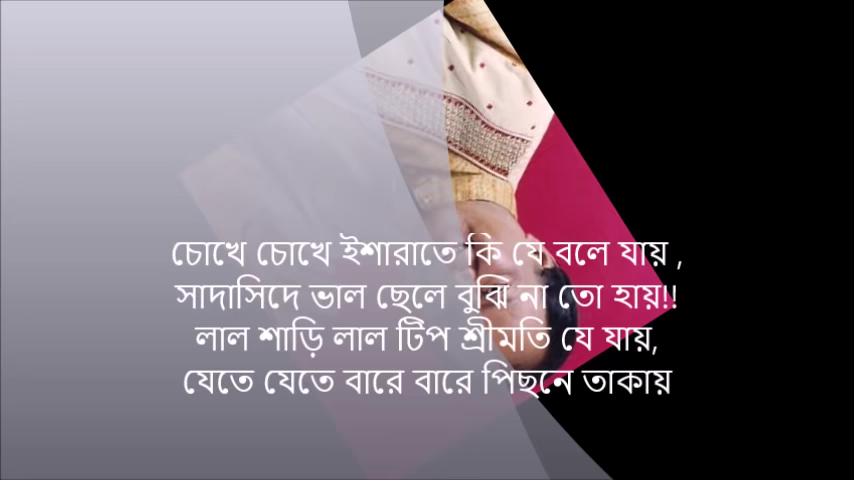 চোখে চোখে ইশারাতে কি যে বলে যায় ,
সাদাসিদে ভাল ছেলে বুঝি না তো হায়!!
লাল শাড়ি লাল টিপ শ্রীমতি যে যায়,
যেতে যেতে বারে বারে পিছনে তাকায়